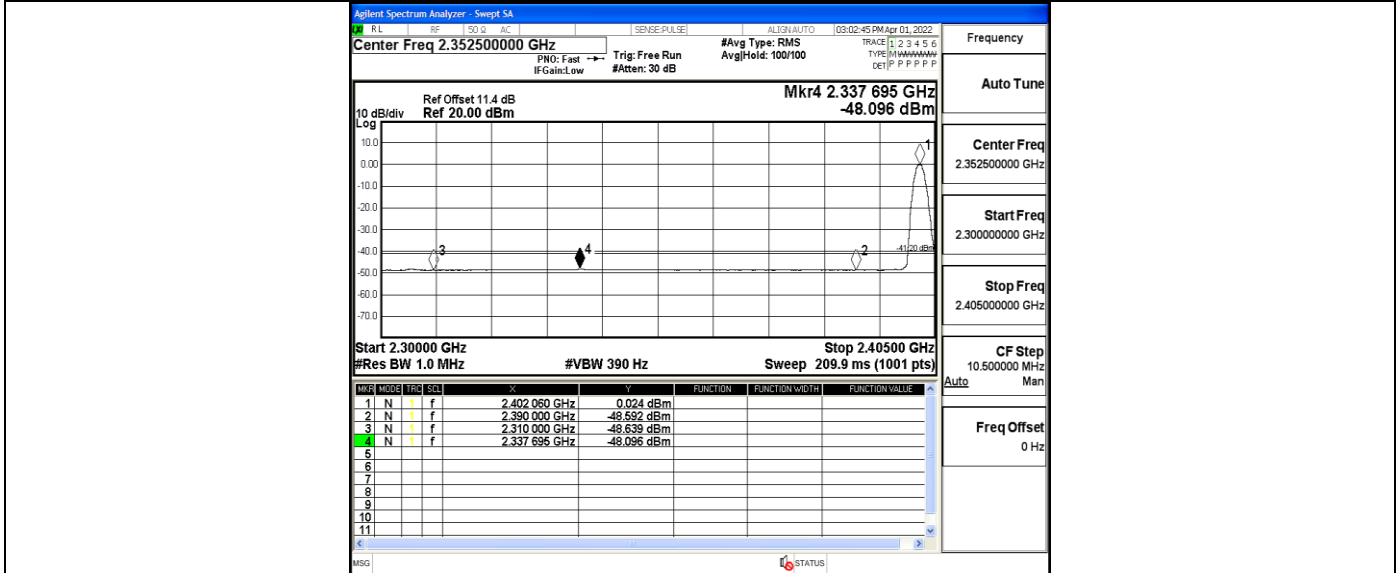 Agilent Spectrum Analyzer - Swept SA
RL RF 50 Ω AC SENSE:PULSE ALIGN AUTO 03:02:45 PM Apr 01, 2022
Center Freq 2.352500000 GHz
PNO: Fast
IFGain:Low
Trig: Free Run
#Atten: 30 dB
#Avg Type: RMS
Avg|Hold: 100/100
TRACE 1 2 3 4 5 6
TYPE M WWWWW
DET P P P P P P
Ref Offset 11.4 dB
10 dB/div Ref 20.00 dBm
Log
Mkr4 2.337 695 GHz
-48.096 dBm
10.0
0.00
-10.0
-20.0
-30.0
-40.0
-50.0
-60.0
-70.0
1
3
4
2
-41.20 dBm
Start 2.30000 GHz Stop 2.40500 GHz
#Res BW 1.0 MHz #VBW 390 Hz Sweep 209.9 ms (1001 pts)
MKR MODE TRC SCL X Y FUNCTION FUNCTION WIDTH FUNCTION VALUE
1 N 1 f 2.402 060 GHz 0.024 dBm
2 N 1 f 2.390 000 GHz -48.592 dBm
3 N 1 f 2.310 000 GHz -48.639 dBm
4 N 1 f 2.337 695 GHz -48.096 dBm
5
6
7
8
9
10
11
MSG STATUS
Frequency
Auto Tune
Center Freq
2.352500000 GHz
Start Freq
2.300000000 GHz
Stop Freq
2.405000000 GHz
CF Step
10.500000 MHz
Auto Man
Freq Offset
0 Hz